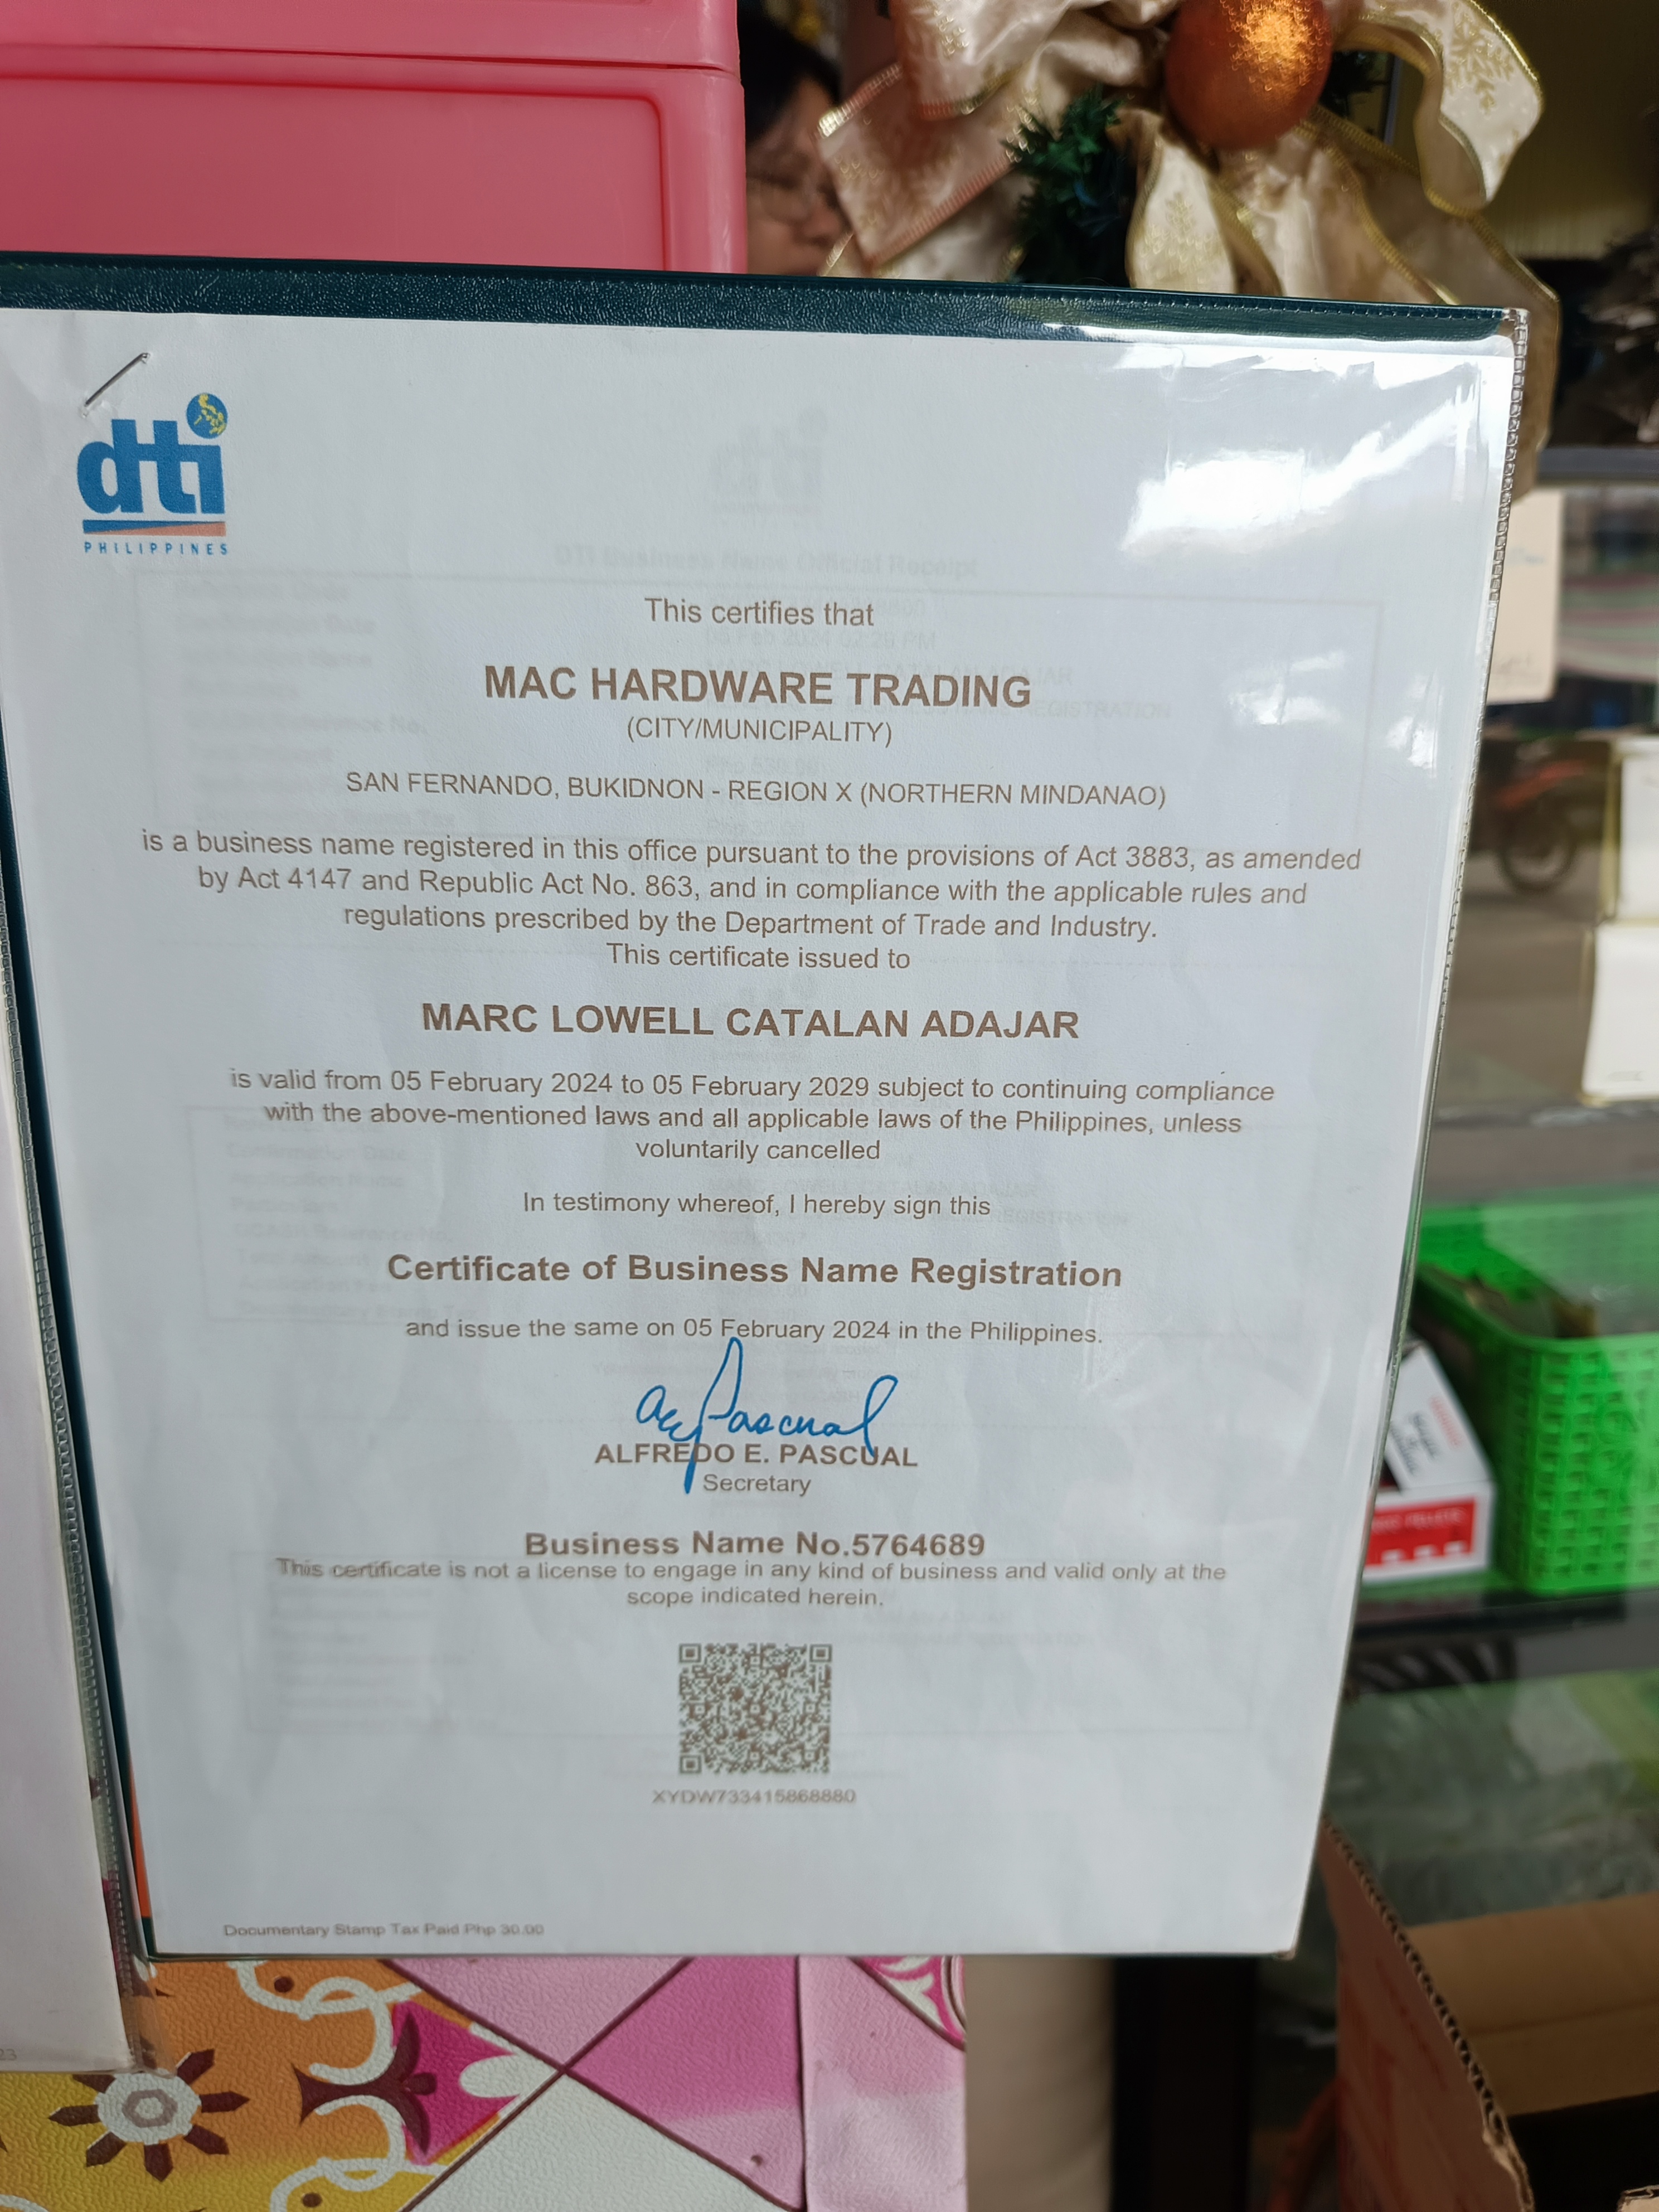 dti
PHILIPPINES
This certifies that
MAC HARDWARE TRADING
(CITY/MUNICIPALITY)
SAN FERNANDO, BUKIDNON - REGION X (NORTHERN MINDANAO)
is a business name registered in this office pursuant to the provisions of Act 3883, as amended
by Act 4147 and Republic Act No. 863, and in compliance with the applicable rules and
regulations prescribed by the Department of Trade and Industry.
This certificate issued to
MARC LOWELL CATALAN ADAJAR
is valid from 05 February 2024 to 05 February 2029 subject to continuing compliance
with the above-mentioned laws and all applicable laws of the Philippines, unless
voluntarily cancelled
In testimony whereof, I hereby sign this
Certificate of Business Name Registration
and issue the same on 05 February 2024 in the Philippines.
ALFREDO E. PASCUAL
Secretary
Business Name No.5764689
This certificate is not a license to engage in any kind of business and valid only at the
scope indicated herein.
XYDW733415868880
Documentary Stamp Tax Paid Php 30.00